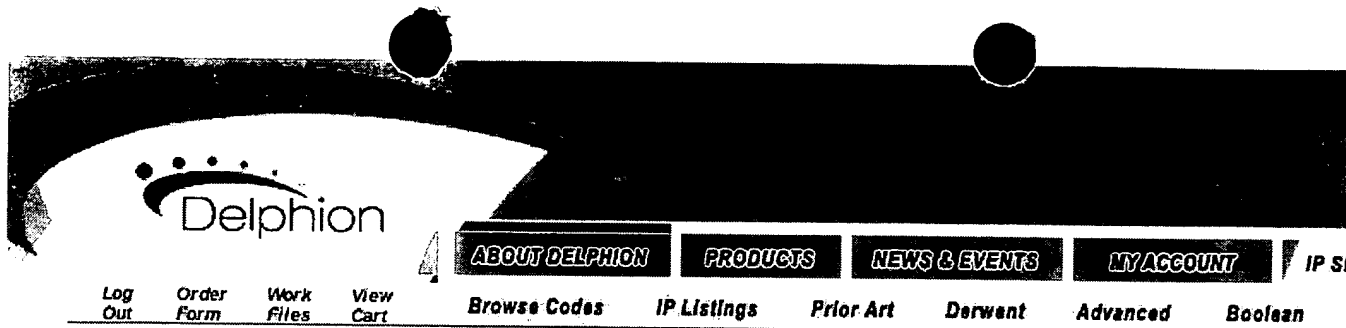 Delphion
ABOUT DELPHION PRODUCTS NEWS & EVENTS MY ACCOUNT IP
Log Order Work View
Out Form Files Cart
Browse Codes IP Listings Prior Art Derwent Advanced Boolean